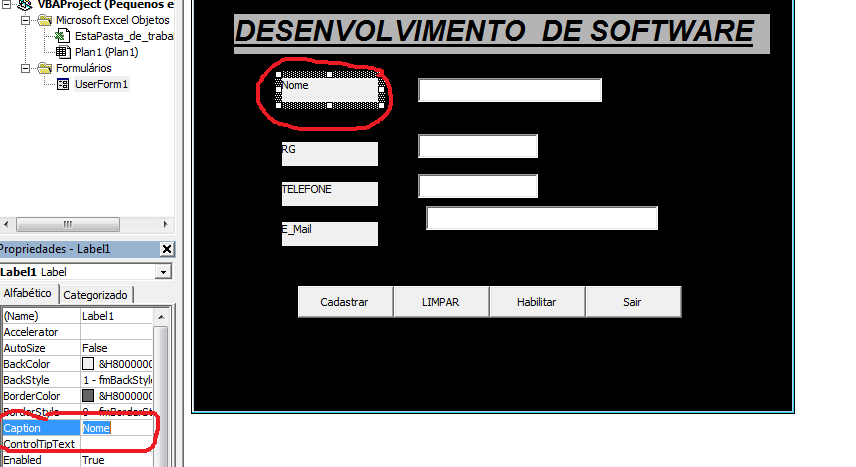 VBAProject (Pequenos e
Microsoft Excel Objetos
EstaPasta_de_traba
Plan1 (Plan1)
Formulários
UserForm1
Propriedades - Label1
Label1 Label
Alfabético Categorizado
(Name) Label1
Accelerator
AutoSize False
BackColor &H8000000
BackStyle 1 - fmBackStyl
BorderColor &H8000000
BorderStyle 0 - fmBorderSt
Caption Nome
ControlTipText
Enabled True
DESENVOLVIMENTO DE SOFTWARE
Nome
RG
TELEFONE
E_Mail
Cadastrar LIMPAR Habilitar Sair